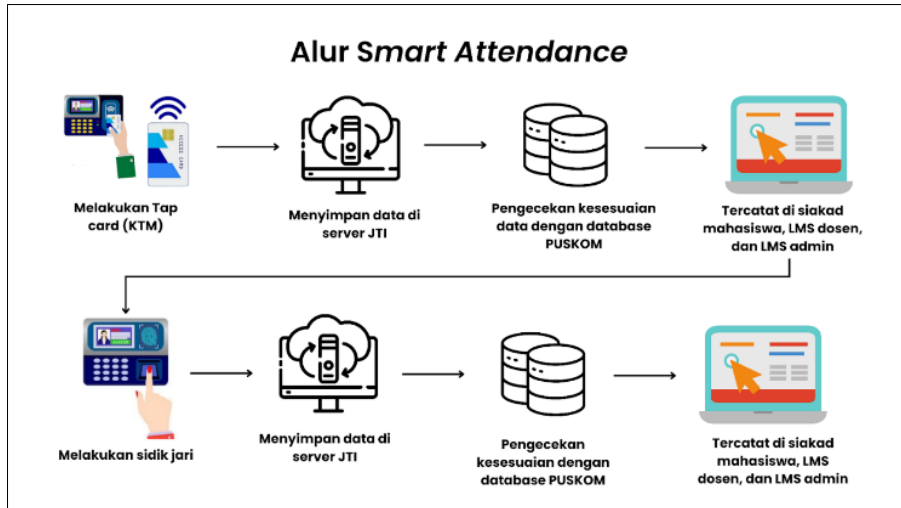 Alur Smart Attendance
ACCESS CARD
Melakukan Tap
card (KTM)
Menyimpan data di
server JTI
Pengecekan kesesuaian
data dengan database
PUSKOM
Tercatat di siakad
mahasiswa, LMS dosen,
dan LMS admin
Melakukan sidik jari
Menyimpan data di
server JTI
Pengecekan
kesesuaian dengan
database PUSKOM
Tercatat di siakad
mahasiswa, LMS
dosen, dan LMS admin